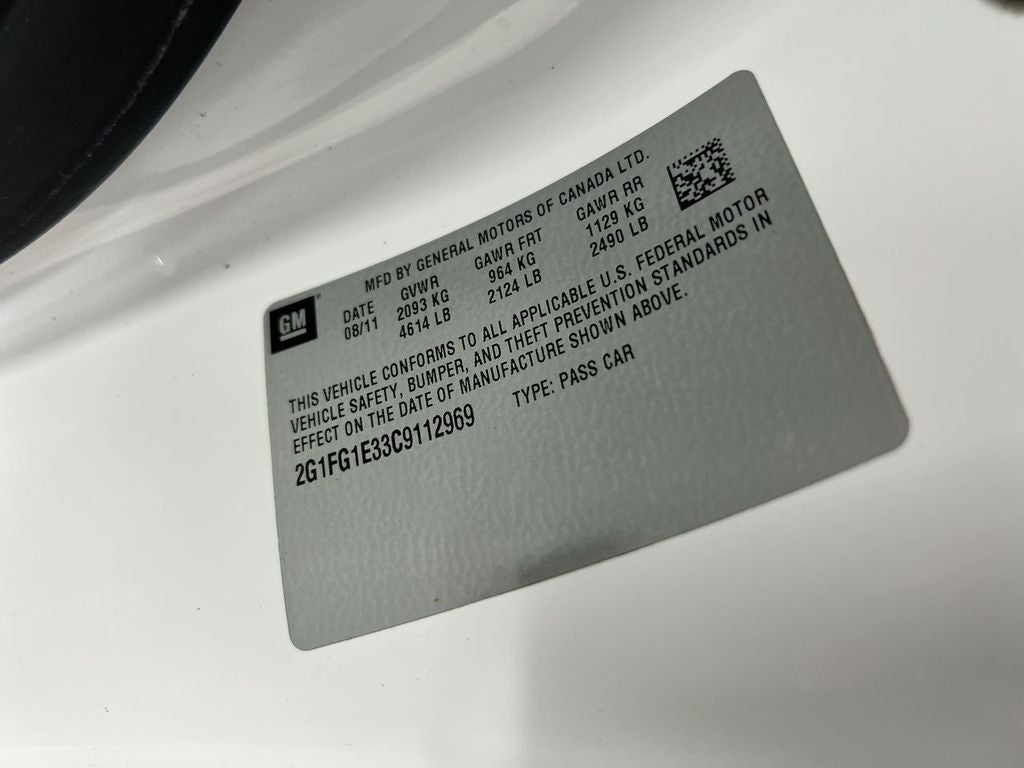 MFD BY GENERAL MOTORS OF CANADA LTD.
GM
DATE GVWR GAWR FRT GAWR RR
08/11 2093 KG 964 KG 1129 KG
4614 LB 2124 LB 2490 LB
THIS VEHICLE CONFORMS TO ALL APPLICABLE U.S. FEDERAL MOTOR
VEHICLE SAFETY, BUMPER, AND THEFT PREVENTION STANDARDS IN
EFFECT ON THE DATE OF MANUFACTURE SHOWN ABOVE.
2G1FG1E33C9112969 TYPE: PASS CAR